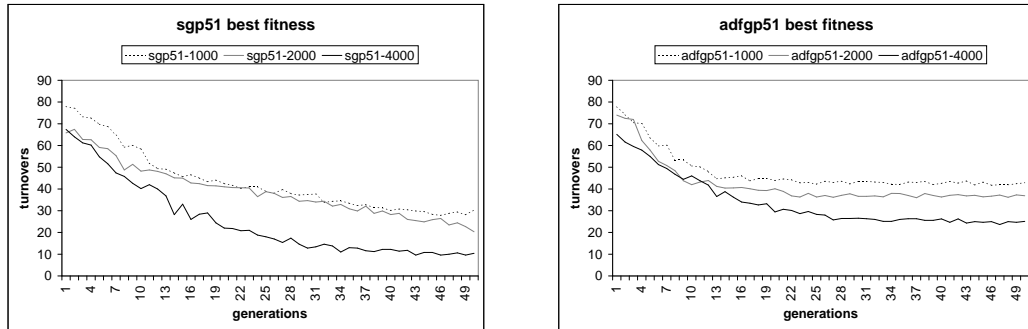 sgp51 best fitness
sgp51-1000 sgp51-2000 sgp51-4000
90
80
70
60
50
40
30
20
10
0
turnovers
1 4 7 10 13 16 19 22 25 28 31 34 37 40 43 46 49
generations
adfgp51 best fitness
adfgp51-1000 adfgp51-2000 adfgp51-4000
90
80
70
60
50
40
30
20
10
0
turnovers
1 4 7 10 13 16 19 22 25 28 31 34 37 40 43 46 49
generations